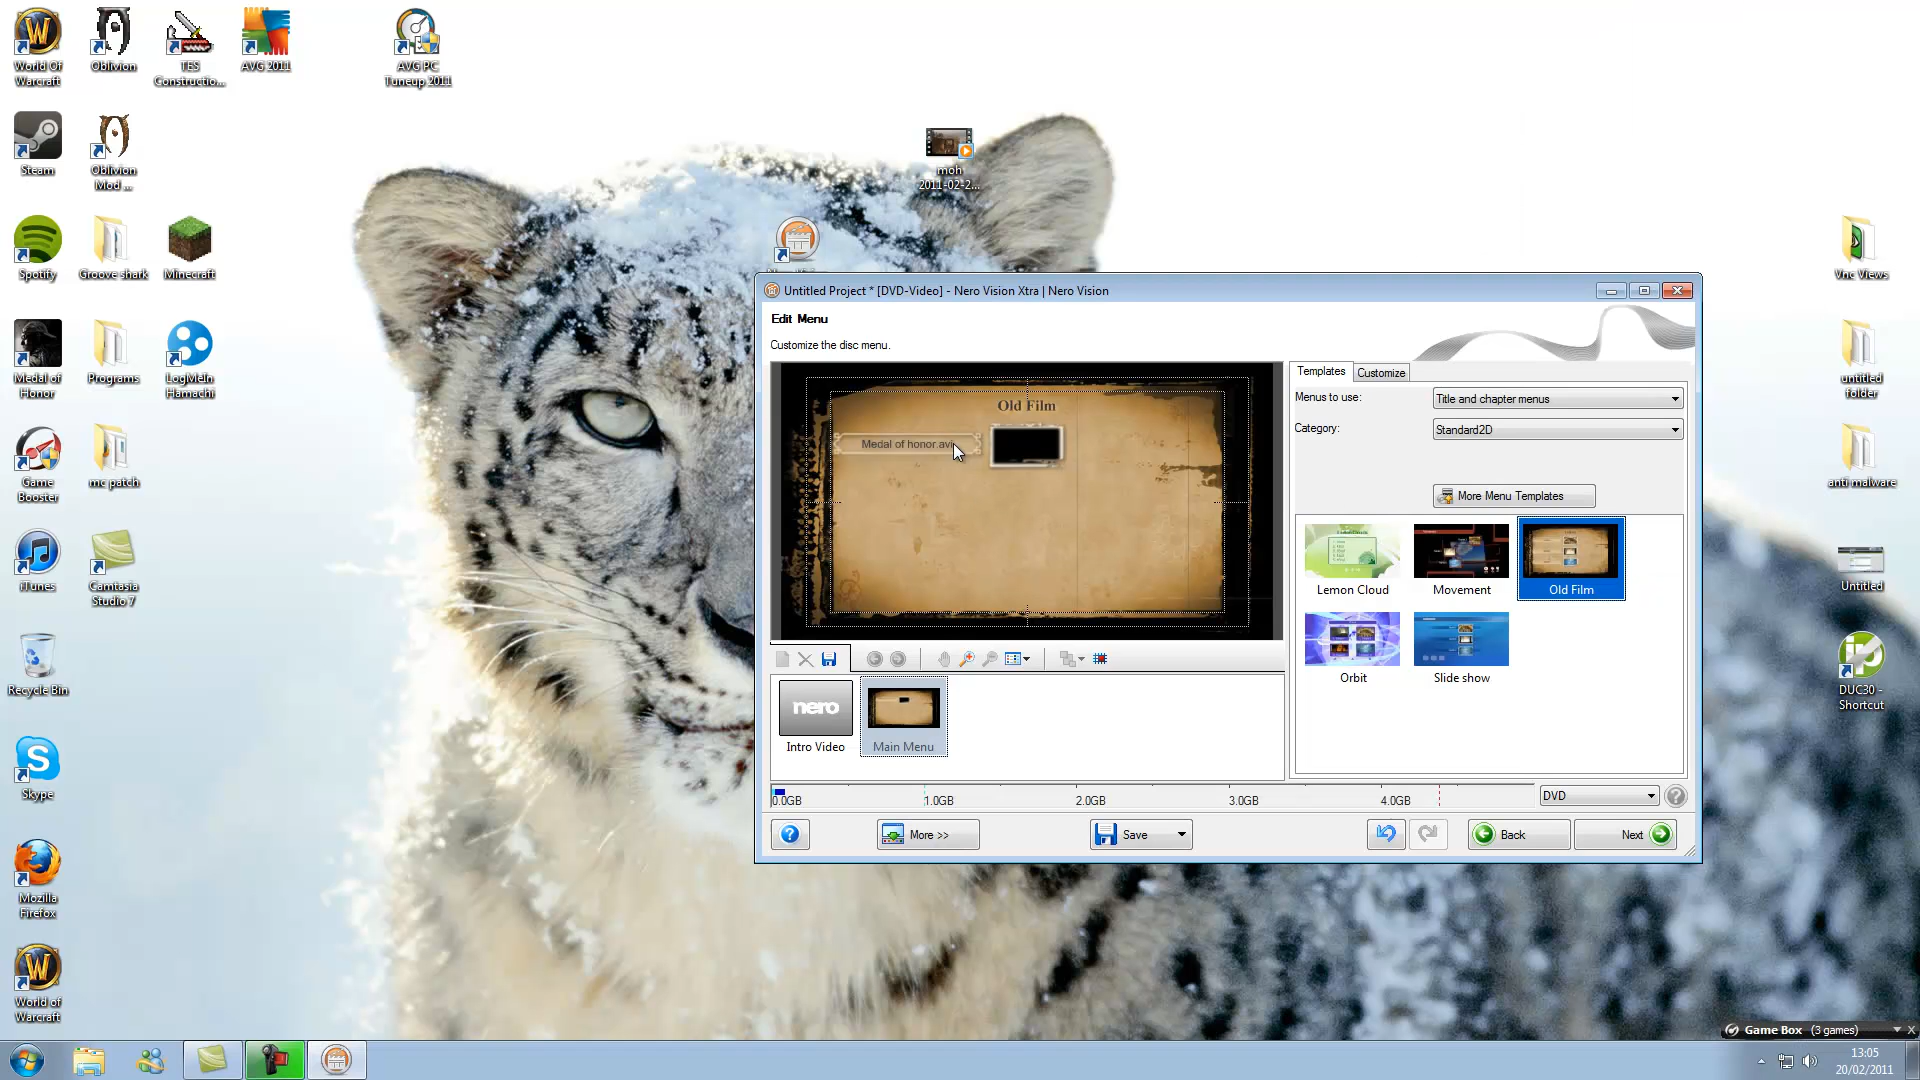 World Of
Warcraft
Oblivion
TES
Constructio...
AVG 2011
AVG PC
Tuneup 2011
Steam
Oblivion
Mod ...
moh
2011-02-2...
Spotify
Groove shark
Minecraft
Vnc Views
Untitled Project * [DVD-Video] - Nero Vision Xtra | Nero Vision
Edit Menu
Customize the disc menu.
Medal of
Honor
Programs
LogMeIn
Hamachi
untitled
folder
Templates
Customize
Menus to use:
Title and chapter menus
Category:
Standard2D
Old Film
Medal of honor.avi
More Menu Templates
Game
Booster
mc patch
anti malware
Lemon Cloud
Movement
Old Film
iTunes
Camtasia
Studio 7
Untitled
Orbit
Slide show
Recycle Bin
DUC30 -
Shortcut
nero
Intro Video
Main Menu
Skype
0.0GB
1.0GB
2.0GB
3.0GB
4.0GB
DVD
More >>
Save
Back
Next
Mozilla
Firefox
World of
Warcraft
Game Box (3 games)
13:05
20/02/2011